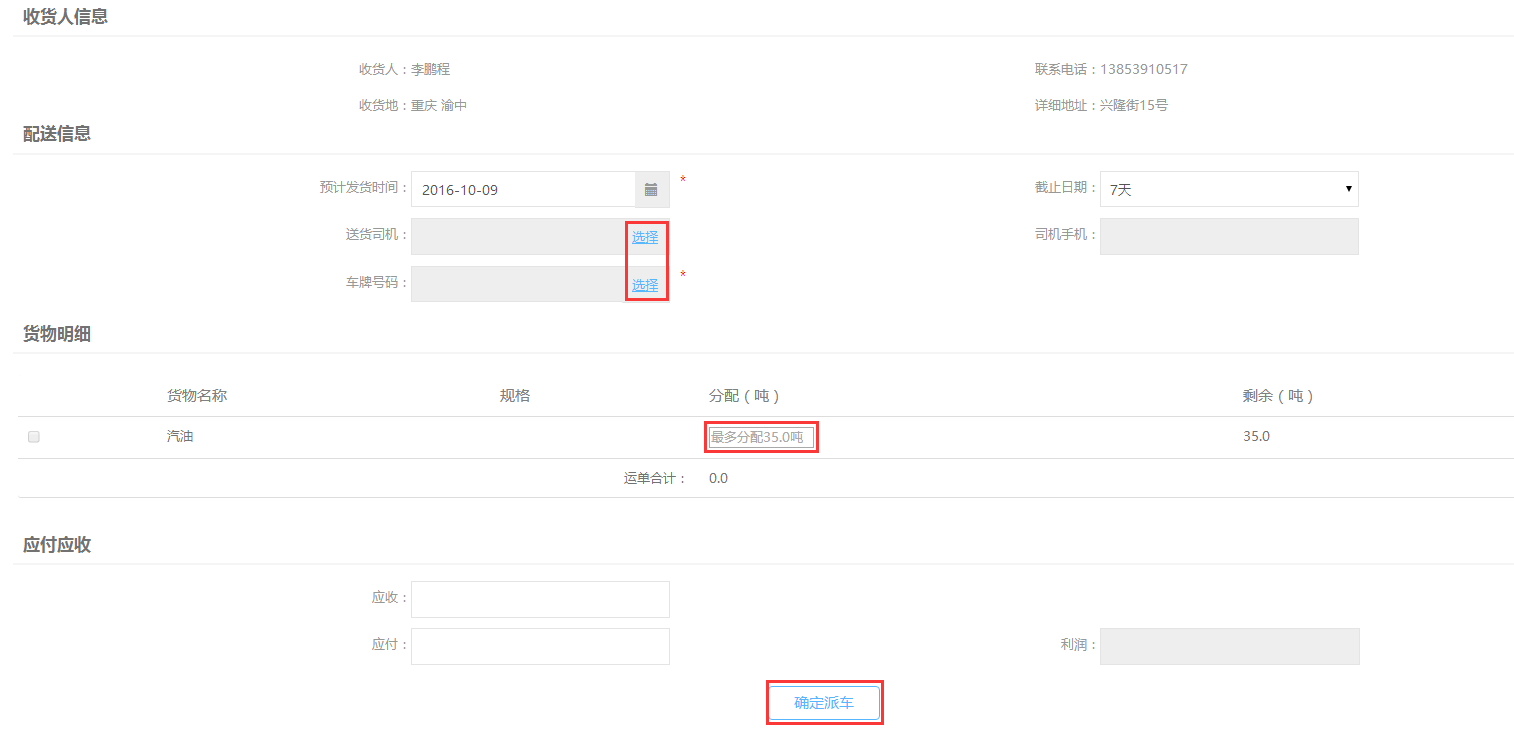 收货人信息
收货人：李鹏程 联系电话：13853910517
收货地：重庆 渝中 详细地址：兴隆街15号
配送信息
预计发货时间： 2016-10-09 * 截止日期： 7天
送货司机： 选择 司机手机：
车牌号码： 选择 *
货物明细
货物名称 规格 分配（吨） 剩余（吨）
汽油 最多分配35.0吨 35.0
运单合计： 0.0
应付应收
应收：
应付： 利润：
确定派车